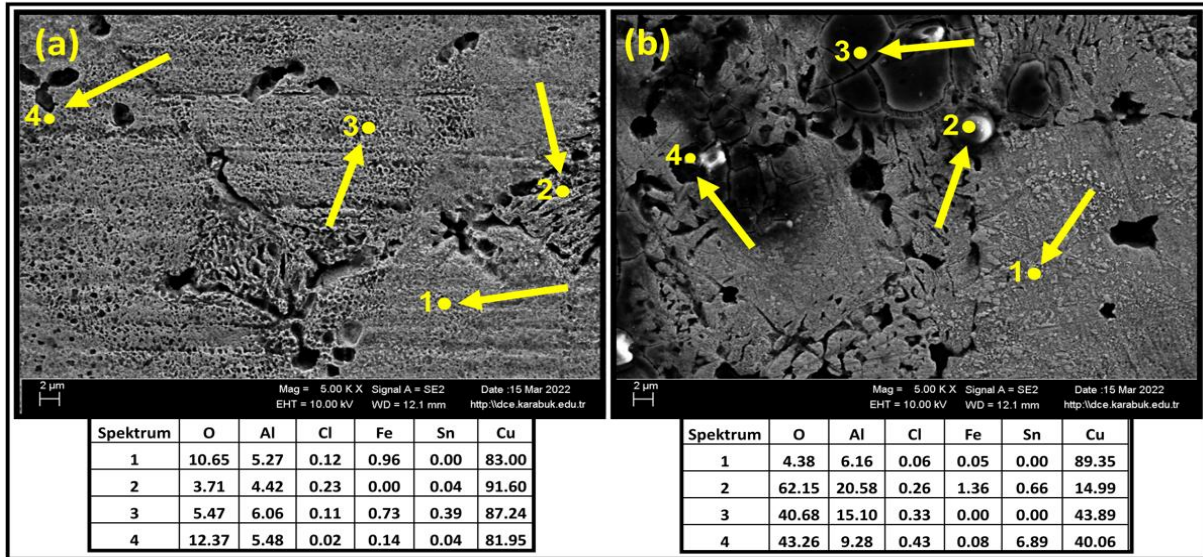 (a)
4
3
2
1
2 µm
Mag = 5.00 K X Signal A = SE2 Date :15 Mar 2022
EHT = 10.00 kV WD = 12.1 mm http:\\dce.karabuk.edu.tr
Spektrum O Al Cl Fe Sn Cu
1 10.65 5.27 0.12 0.96 0.00 83.00
2 3.71 4.42 0.23 0.00 0.04 91.60
3 5.47 6.06 0.11 0.73 0.39 87.24
4 12.37 5.48 0.02 0.14 0.04 81.95
(b)
3
2
4
1
2 µm
Mag = 5.00 K X Signal A = SE2 Date :15 Mar 2022
EHT = 10.00 kV WD = 12.1 mm http:\\dce.karabuk.edu.tr
Spektrum O Al Cl Fe Sn Cu
1 4.38 6.16 0.06 0.05 0.00 89.35
2 62.15 20.58 0.26 1.36 0.66 14.99
3 40.68 15.10 0.33 0.00 0.00 43.89
4 43.26 9.28 0.43 0.08 6.89 40.06